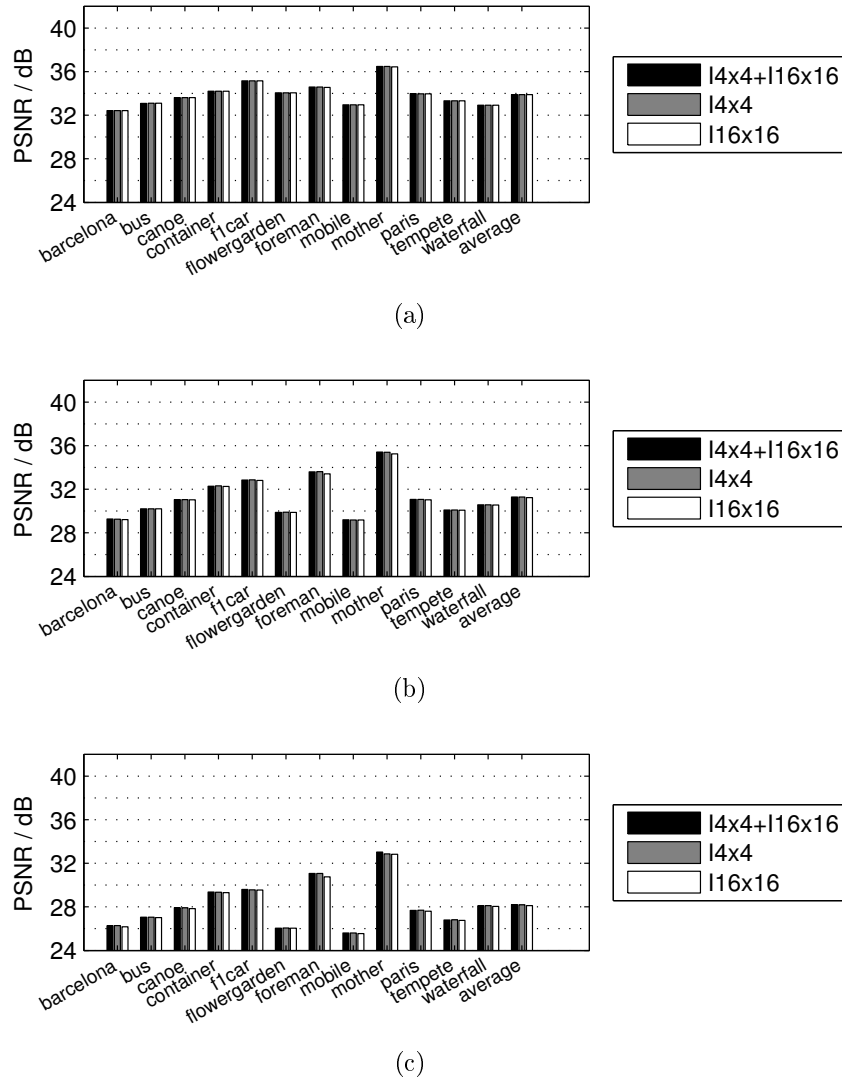 40
36
32
28
24
PSNR / dB
barcelona
bus
canoe
container
f1car
flowergarden
foreman
mobile
mother
paris
tempete
waterfall
average
I4x4+I16x16
I4x4
I16x16
(a)
40
36
32
28
24
PSNR / dB
barcelona
bus
canoe
container
f1car
flowergarden
foreman
mobile
mother
paris
tempete
waterfall
average
I4x4+I16x16
I4x4
I16x16
(b)
40
36
32
28
24
PSNR / dB
barcelona
bus
canoe
container
f1car
flowergarden
foreman
mobile
mother
paris
tempete
waterfall
average
I4x4+I16x16
I4x4
I16x16
(c)